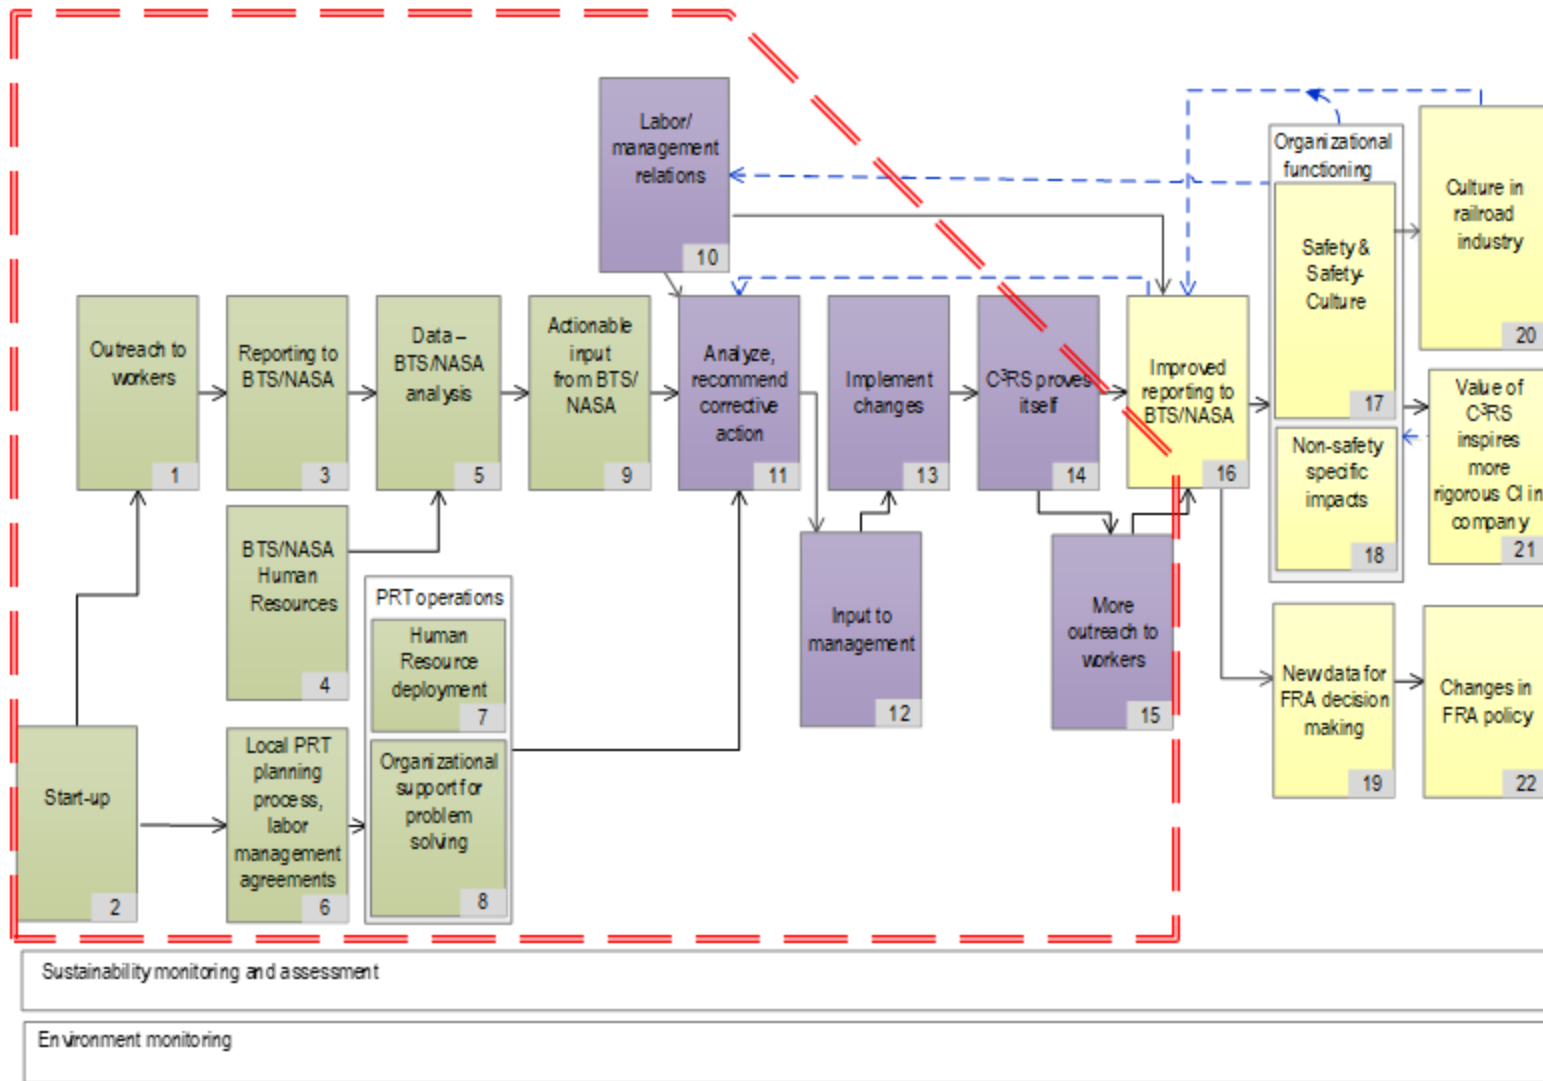 Labor/
management
relations
10
Organizational
functioning
Safety &
Safety-
Culture
17
Non-safety
specific
impacts
18
Culture in
railroad
industry
20
Outreach to
workers
1
Reporting to
BTS/NASA
3
Data –
BTS/NASA
analysis
5
Actionable
input
from BTS/
NASA
9
Analyze,
recommend
corrective
action
11
Implement
changes
13
C³RS proves
itself
14
Improved
reporting to
BTS/NASA
16
Value of
C³RS
inspires
more
rigorous CI in
company
21
BTS/NASA
Human
Resources
4
PRT operations
Human
Resource
deployment
7
Organizational
support for
problem
solving
8
Input to
management
12
More
outreach to
workers
15
New data for
FRA decision
making
19
Changes in
FRA policy
22
Start-up
2
Local PRT
planning
process,
labor
management
agreements
6
Sustainability monitoring and assessment
Environment monitoring